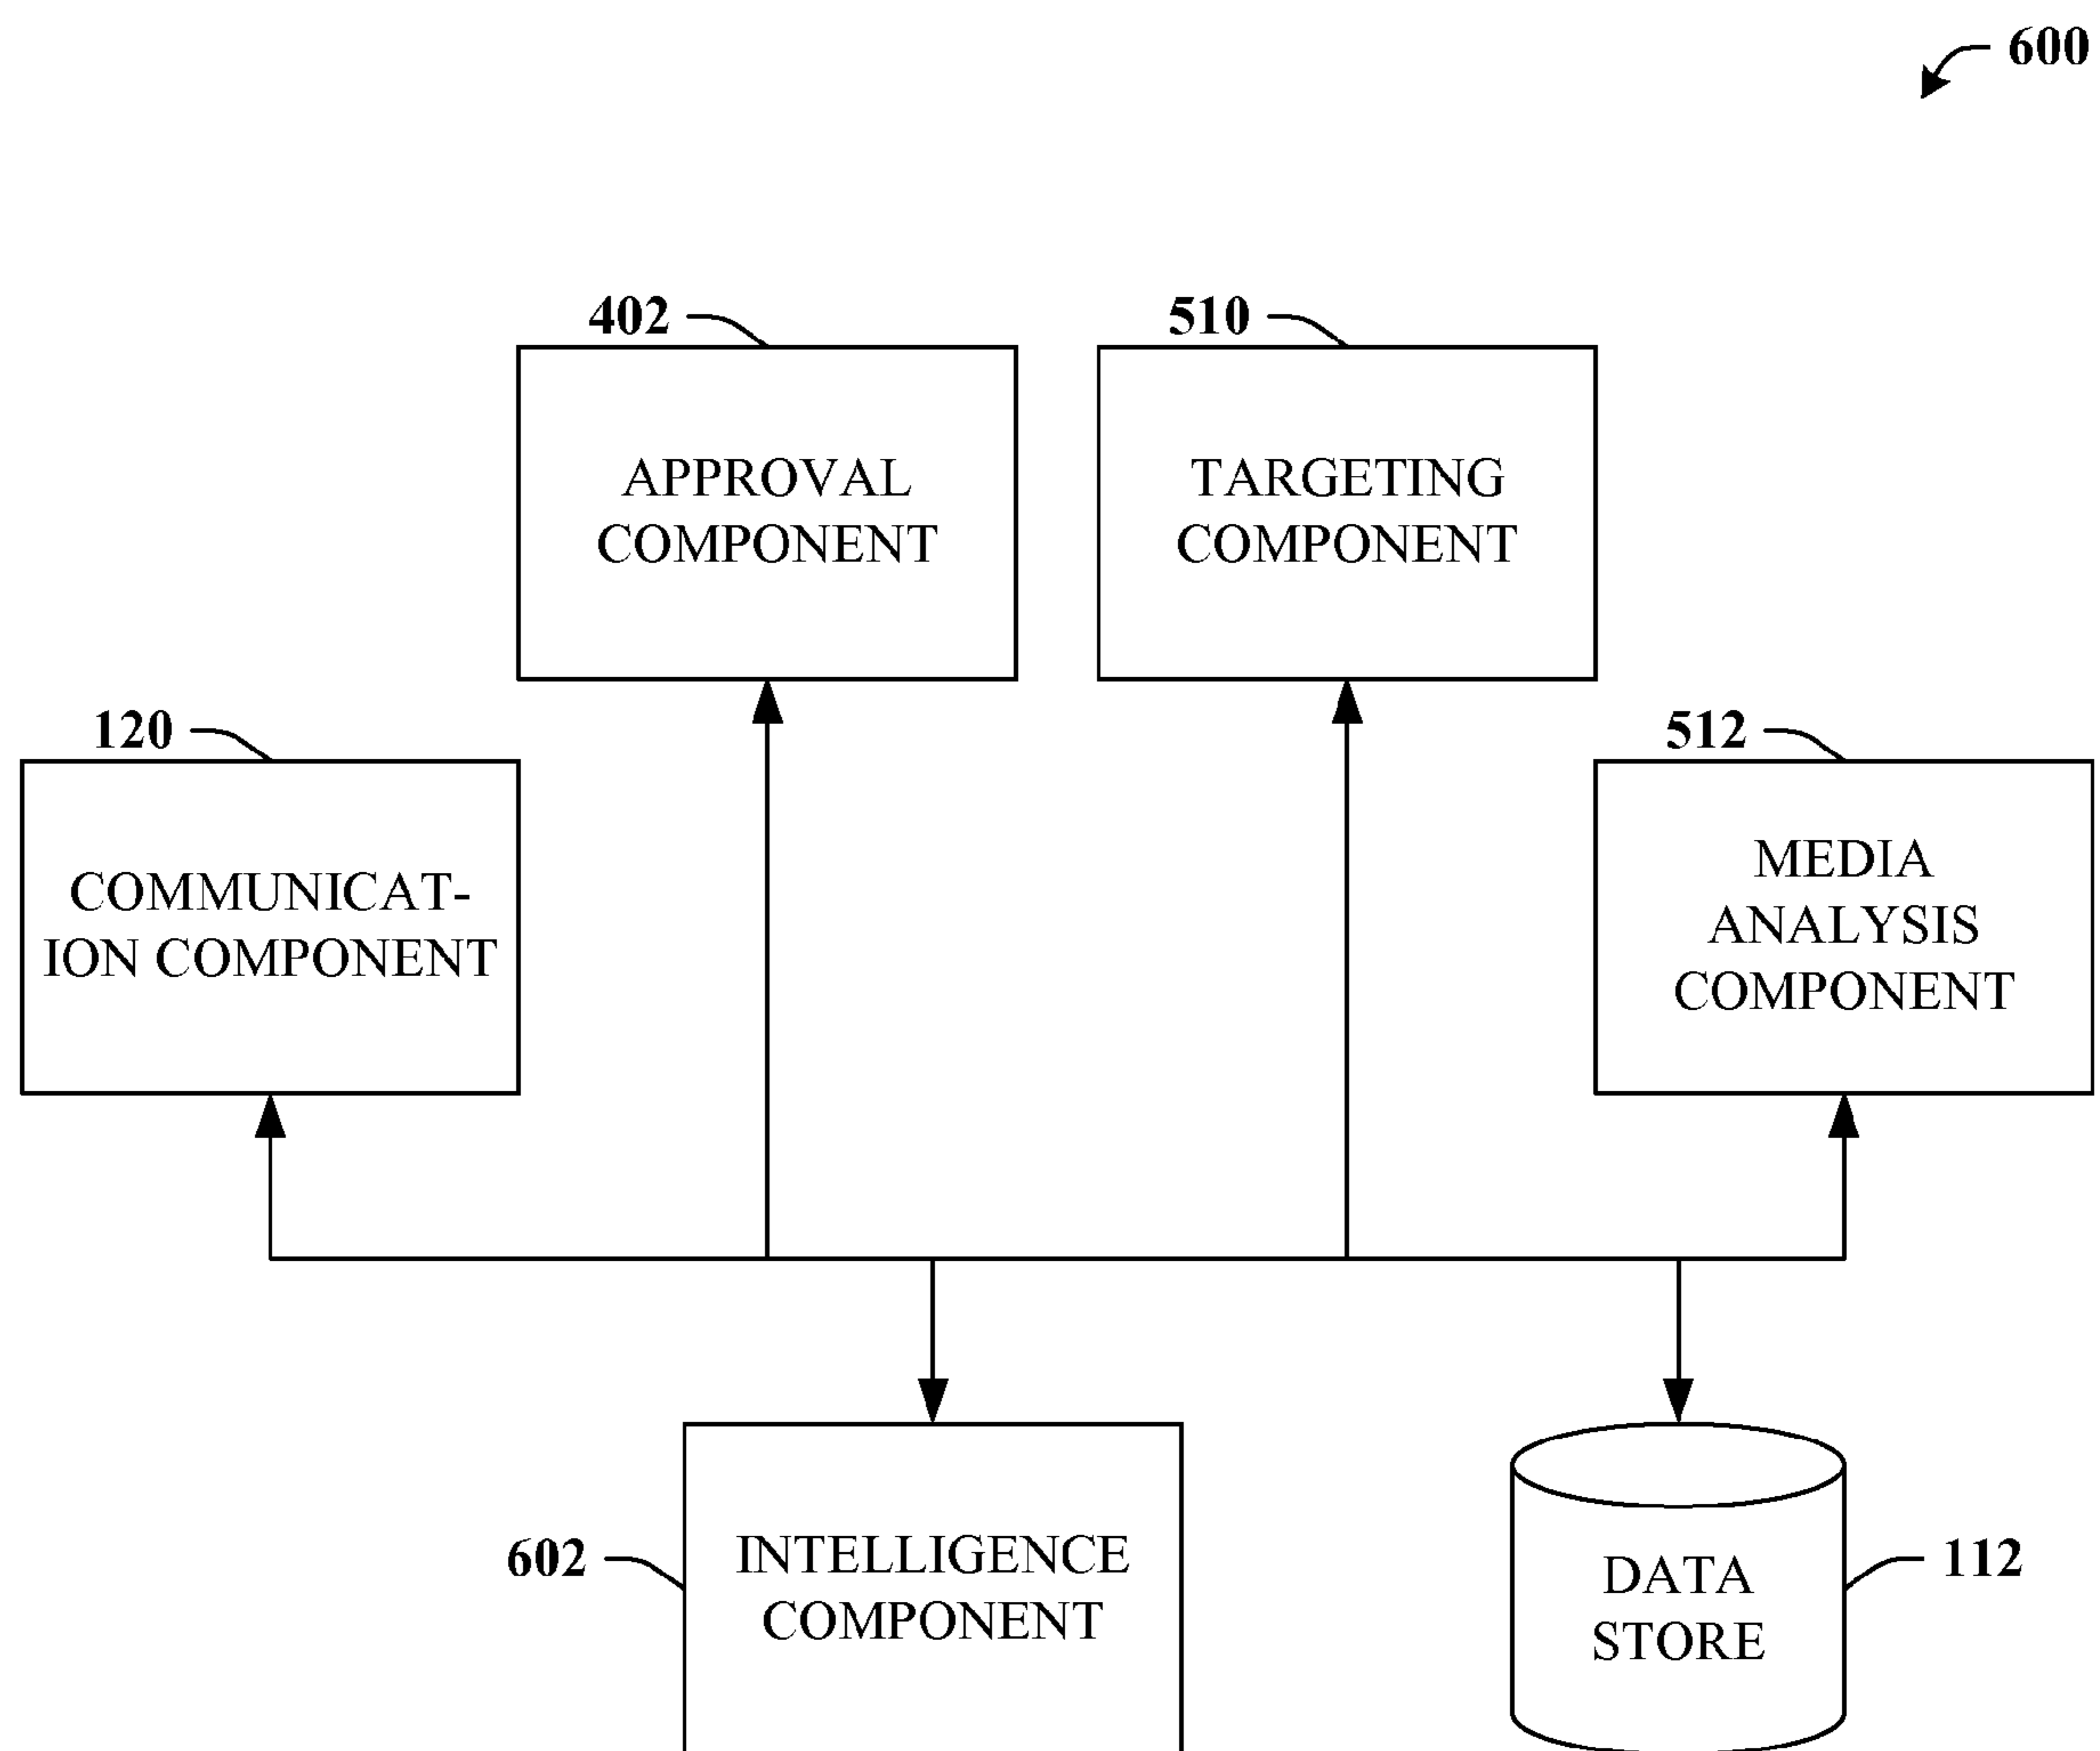 600
402
510
APPROVAL
COMPONENT
TARGETING
COMPONENT
120
512
COMMUNICAT-
ION COMPONENT
MEDIA
ANALYSIS
COMPONENT
602
INTELLIGENCE
COMPONENT
DATA
STORE
112